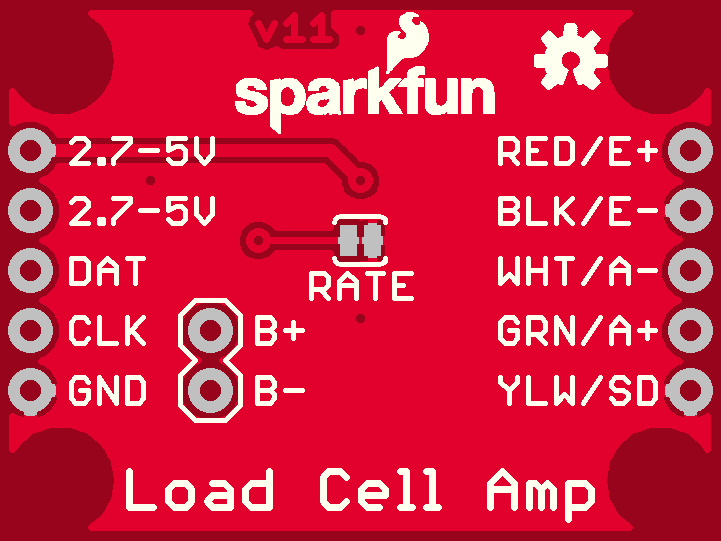 v11
sparkfun
2.7-5V
2.7-5V
DAT
CLK
GND
B+
B-
RATE
RED/E+
BLK/E-
WHT/A-
GRN/A+
YLW/SD
Load Cell Amp